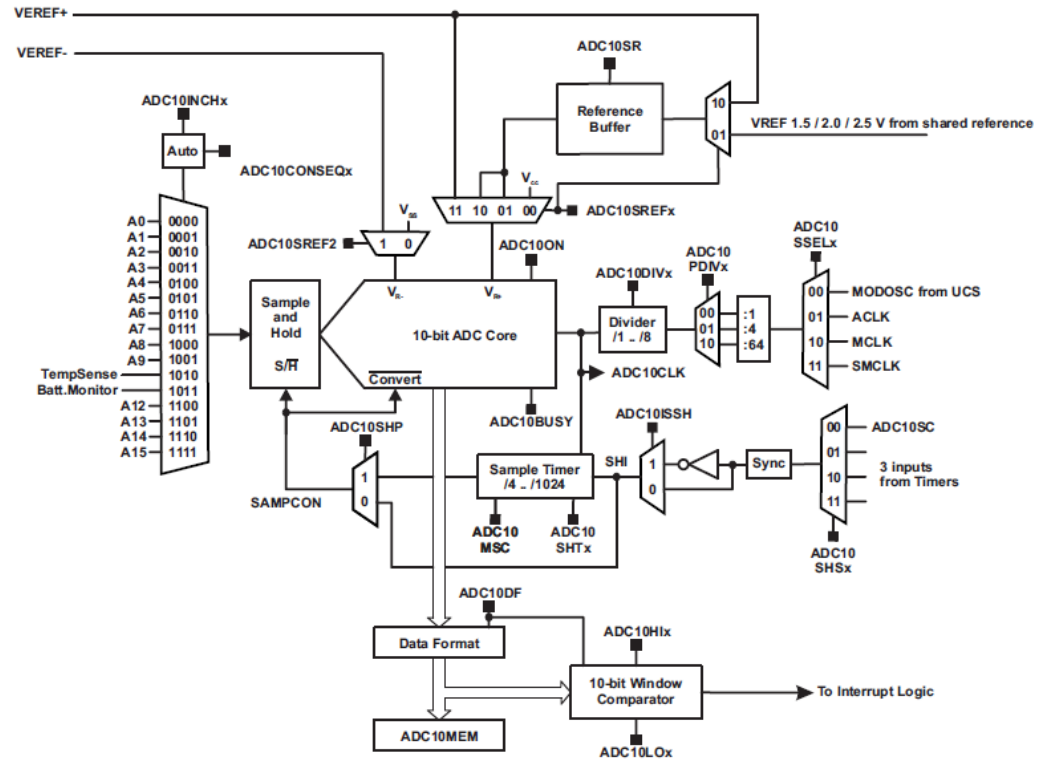 VEREF+
VEREF-
ADC10SR
ADC10INCHx
Reference
Buffer
10
01
VREF 1.5 / 2.0 / 2.5 V from shared reference
Auto
ADC10CONSEQx
Vcc
11 10 01 00
ADC10SREFx
A0 0000
A1 0001
A2 0010
A3 0011
A4 0100
A5 0101
A6 0110
A7 0111
A8 1000
A9 1001
TempSense 1010
Batt.Monitor 1011
A12 1100
A13 1101
A14 1110
A15 1111
VSS
ADC10SREF2
1 0
ADC10ON
ADC10DIVx
ADC10
PDIVx
ADC10
SSELx
Sample
and
Hold
S/H
VR-
VR+
10-bit ADC Core
Convert
Divider
/1 .. /8
00
01
10
:1
:4
:64
00 MODOSC from UCS
01 ACLK
10 MCLK
11 SMCLK
ADC10CLK
ADC10BUSY
ADC10SHP
ADC10ISSH
SAMPCON
1
0
Sample Timer
/4 .. /1024
SHI
1
0
Sync
00 ADC10SC
01
10
11
3 inputs
from Timers
ADC10
MSC
ADC10
SHTx
ADC10
SHSx
ADC10DF
Data Format
ADC10HIx
10-bit Window
Comparator
To Interrupt Logic
ADC10MEM
ADC10LOx